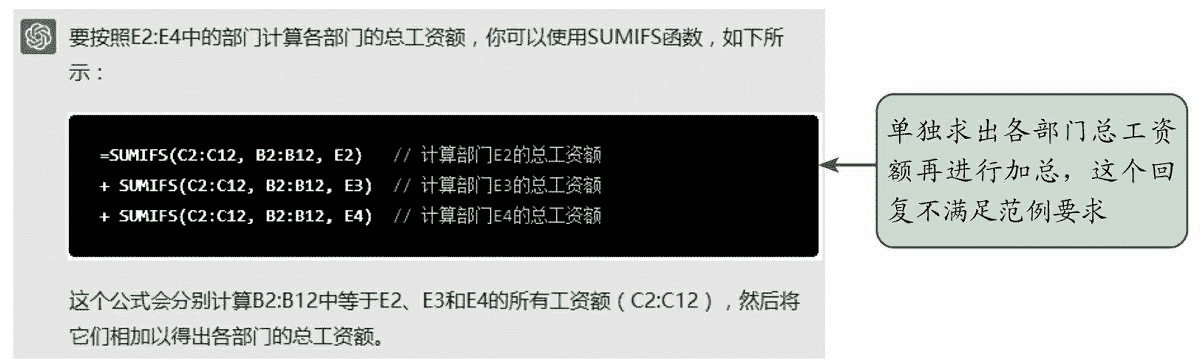 要按照E2:E4中的部门计算各部门的总工资额，你可以使用SUMIFS函数，如下所
示：
=SUMIFS(C2:C12, B2:B12, E2)   // 计算部门E2的总工资额
+ SUMIFS(C2:C12, B2:B12, E3)  // 计算部门E3的总工资额
+ SUMIFS(C2:C12, B2:B12, E4)  // 计算部门E4的总工资额
这个公式会分别计算B2:B12中等于E2、E3和E4的所有工资额（C2:C12），然后将
它们相加以得出各部门的总工资额。
单独求出各部门总工资
额再进行加总，这个回
复不满足范例要求